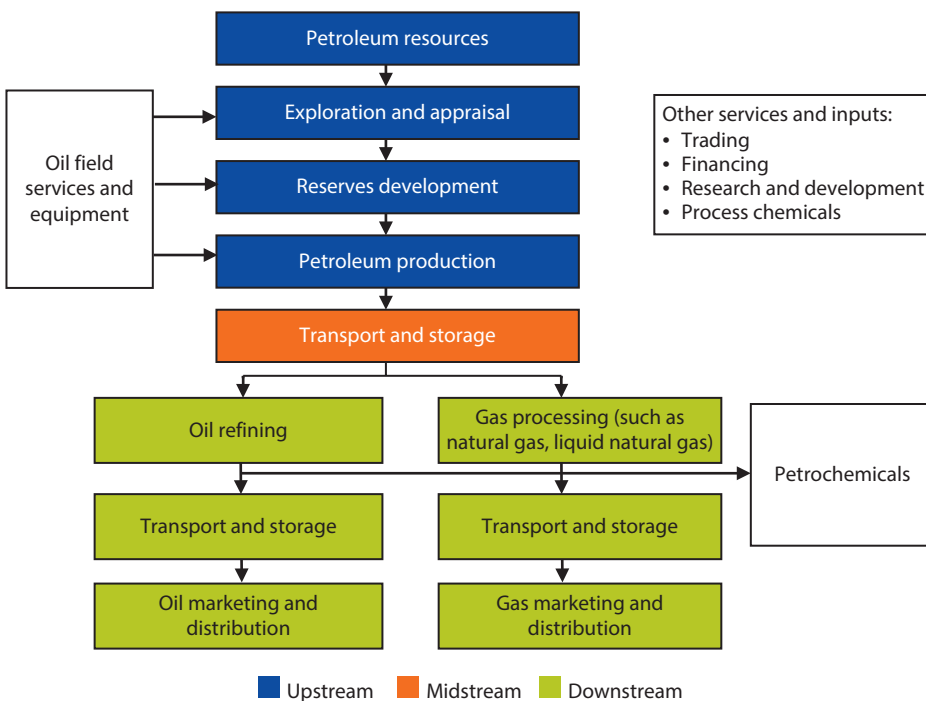 Petroleum resources
Exploration and appraisal
Oil field
services and
equipment
Reserves development
Petroleum production
Other services and inputs:
• Trading
• Financing
• Research and development
• Process chemicals
Transport and storage
Oil refining
Gas processing (such as
natural gas, liquid natural gas)
Petrochemicals
Transport and storage
Transport and storage
Oil marketing and
distribution
Gas marketing and
distribution
Upstream
Midstream
Downstream